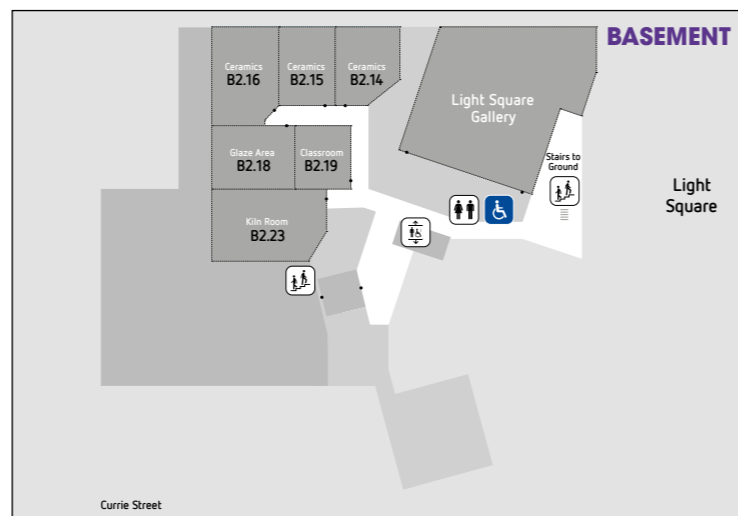 BASEMENT
Ceramics
B2.16
Ceramics
B2.15
Ceramics
B2.14
Light Square
Gallery
Glaze Area
B2.18
Classroom
B2.19
Stairs to
Ground
Light
Square
Kiln Room
B2.23
Currie Street